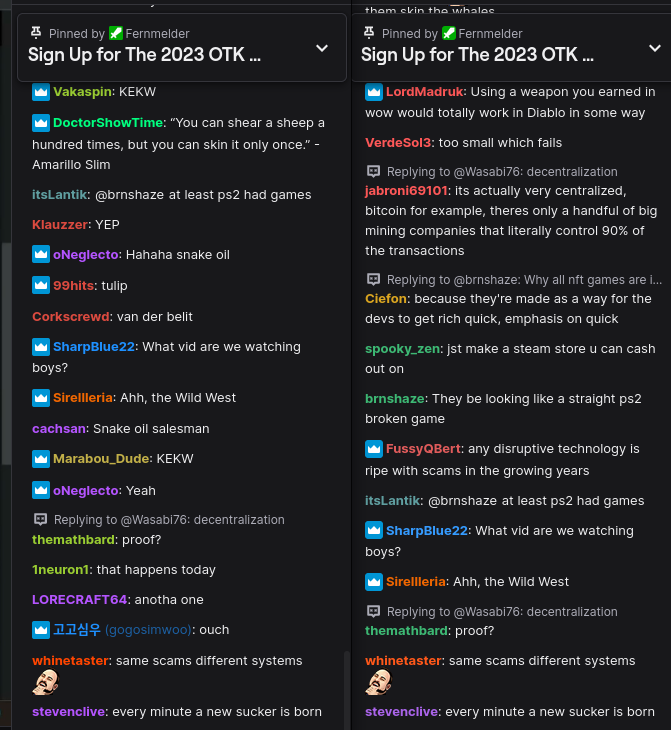 Pinned by Fernmelder
Sign Up for The 2023 OTK ...
Vakaspin: KEKW
DoctorShowTime: “You can shear a sheep a
hundred times, but you can skin it only once.” -
Amarillo Slim
itsLantik: @brnshaze at least ps2 had games
Klauzzer: YEP
oNeglecto: Hahaha snake oil
99hits: tulip
Corkscrewd: van der belit
SharpBlue22: What vid are we watching
boys?
Sirellleria: Ahh, the Wild West
cachsan: Snake oil salesman
Marabou_Dude: KEKW
oNeglecto: Yeah
Replying to @Wasabi76: decentralization
themathbard: proof?
1neuron1: that happens today
LORECRAFT64: anotha one
고고심우 (gogosimwoo): ouch
whinetaster: same scams different systems
stevenclive: every minute a new sucker is born
them skin the whales
Pinned by Fernmelder
Sign Up for The 2023 OTK ...
LordMadruk: Using a weapon you earned in
wow would totally work in Diablo in some way
VerdeSol3: too small which fails
Replying to @Wasabi76: decentralization
jabroni69101: its actually very centralized,
bitcoin for example, theres only a handful of big
mining companies that literally control 90% of
the transactions
Replying to @brnshaze: Why all nft games are i...
Ciefon: because they're made as a way for the
devs to get rich quick, emphasis on quick
spooky_zen: jst make a steam store u can cash
out on
brnshaze: They be looking like a straight ps2
broken game
FussyQBert: any disruptive technology is
ripe with scams in the growing years
itsLantik: @brnshaze at least ps2 had games
SharpBlue22: What vid are we watching
boys?
Sirellleria: Ahh, the Wild West
Replying to @Wasabi76: decentralization
themathbard: proof?
whinetaster: same scams different systems
stevenclive: every minute a new sucker is born